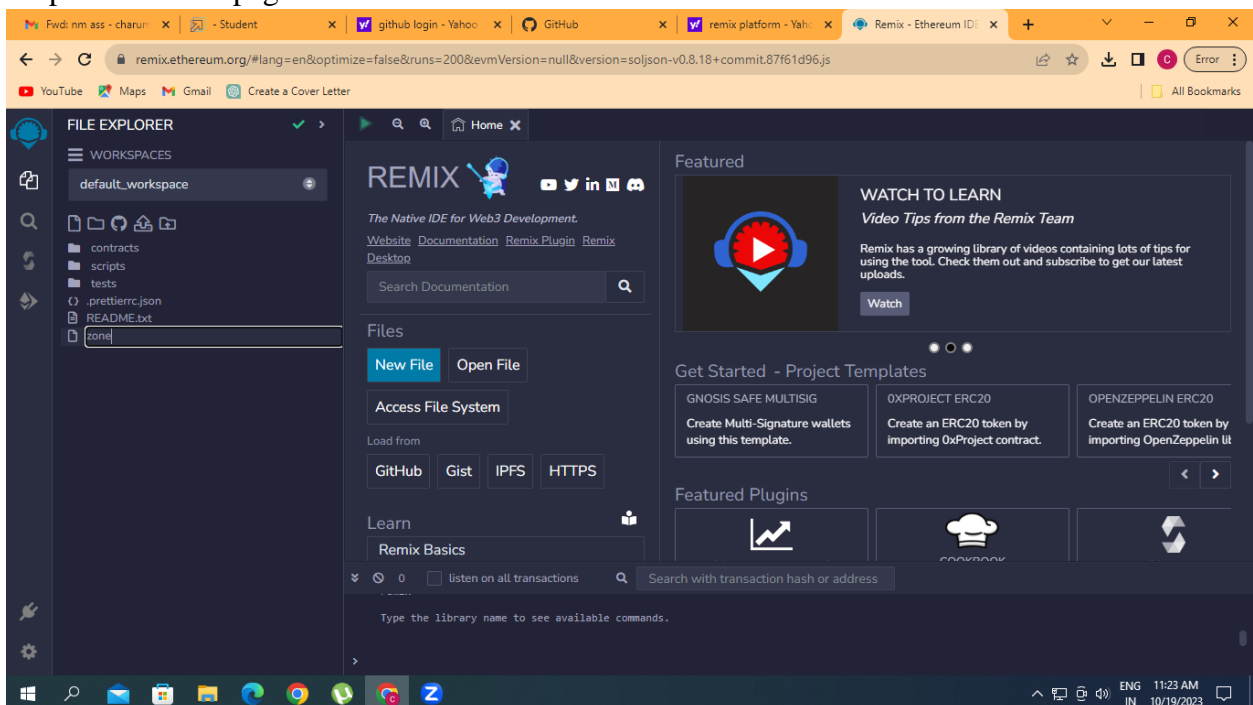 Fwd: nm ass - charum
- Student
github login - Yahoo
GitHub
remix platform - Yaho
Remix - Ethereum IDE
remix.ethereum.org/#lang=en&optimize=false&runs=200&evmVersion=null&version=soljson-v0.8.18+commit.87f61d96.js
C
Error
YouTube
Maps
Gmail
Create a Cover Letter
All Bookmarks
FILE EXPLORER
WORKSPACES
default_workspace
contracts
scripts
tests
.prettierrc.json
README.txt
zone
Home
REMIX
The Native IDE for Web3 Development.
Website Documentation Remix Plugin Remix
Desktop
Search Documentation
Files
New File
Open File
Access File System
Load from
GitHub
Gist
IPFS
HTTPS
Learn
Remix Basics
Featured
WATCH TO LEARN
Video Tips from the Remix Team
Remix has a growing library of videos containing lots of tips for
using the tool. Check them out and subscribe to get our latest
uploads.
Watch
Get Started - Project Templates
GNOSIS SAFE MULTISIG
Create Multi-Signature wallets
using this template.
0XPROJECT ERC20
Create an ERC20 token by
importing 0xProject contract.
OPENZEPPELIN ERC20
Create an ERC20 token by
importing OpenZeppelin lib
Featured Plugins
COOKBOOK
0
listen on all transactions
Search with transaction hash or address
Type the library name to see available commands.
>
ENG
IN
11:23 AM
10/19/2023